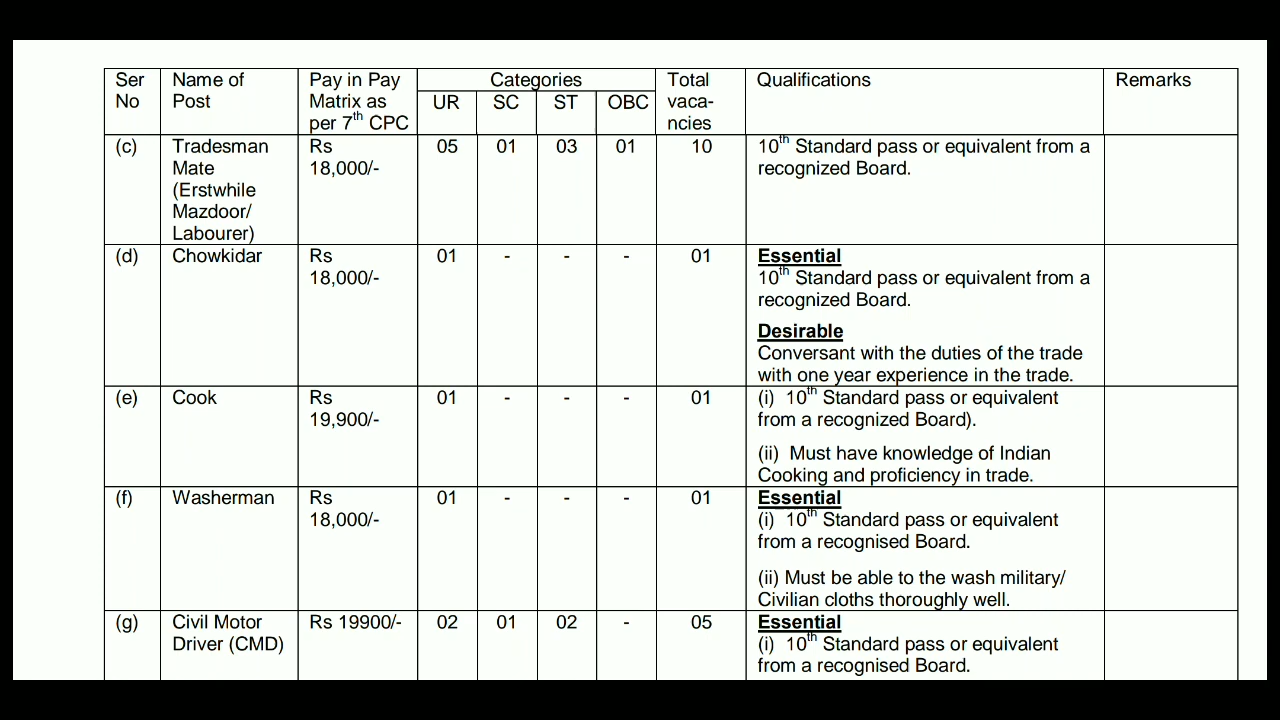 Ser No | Name of Post | Pay in Pay Matrix as per 7th CPC | Categories | Total vaca-ncies | Qualifications | Remarks
UR | SC | ST | OBC
(c) | Tradesman Mate (Erstwhile Mazdoor/ Labourer) | Rs 18,000/- | 05 | 01 | 03 | 01 | 10 | 10th Standard pass or equivalent from a
recognized Board.
(d) | Chowkidar | Rs 18,000/- | 01 | - | - | - | 01 | Essential
10th Standard pass or equivalent from a
recognized Board.
Desirable
Conversant with the duties of the trade
with one year experience in the trade.
(e) | Cook | Rs 19,900/- | 01 | - | - | - | 01 | (i) 10th Standard pass or equivalent
from a recognized Board).
(ii) Must have knowledge of Indian
Cooking and proficiency in trade.
(f) | Washerman | Rs 18,000/- | 01 | - | - | - | 01 | Essential
(i) 10th Standard pass or equivalent
from a recognised Board.
(ii) Must be able to the wash military/
Civilian cloths thoroughly well.
(g) | Civil Motor Driver (CMD) | Rs 19900/- | 02 | 01 | 02 | - | 05 | Essential
(i) 10th Standard pass or equivalent
from a recognised Board.